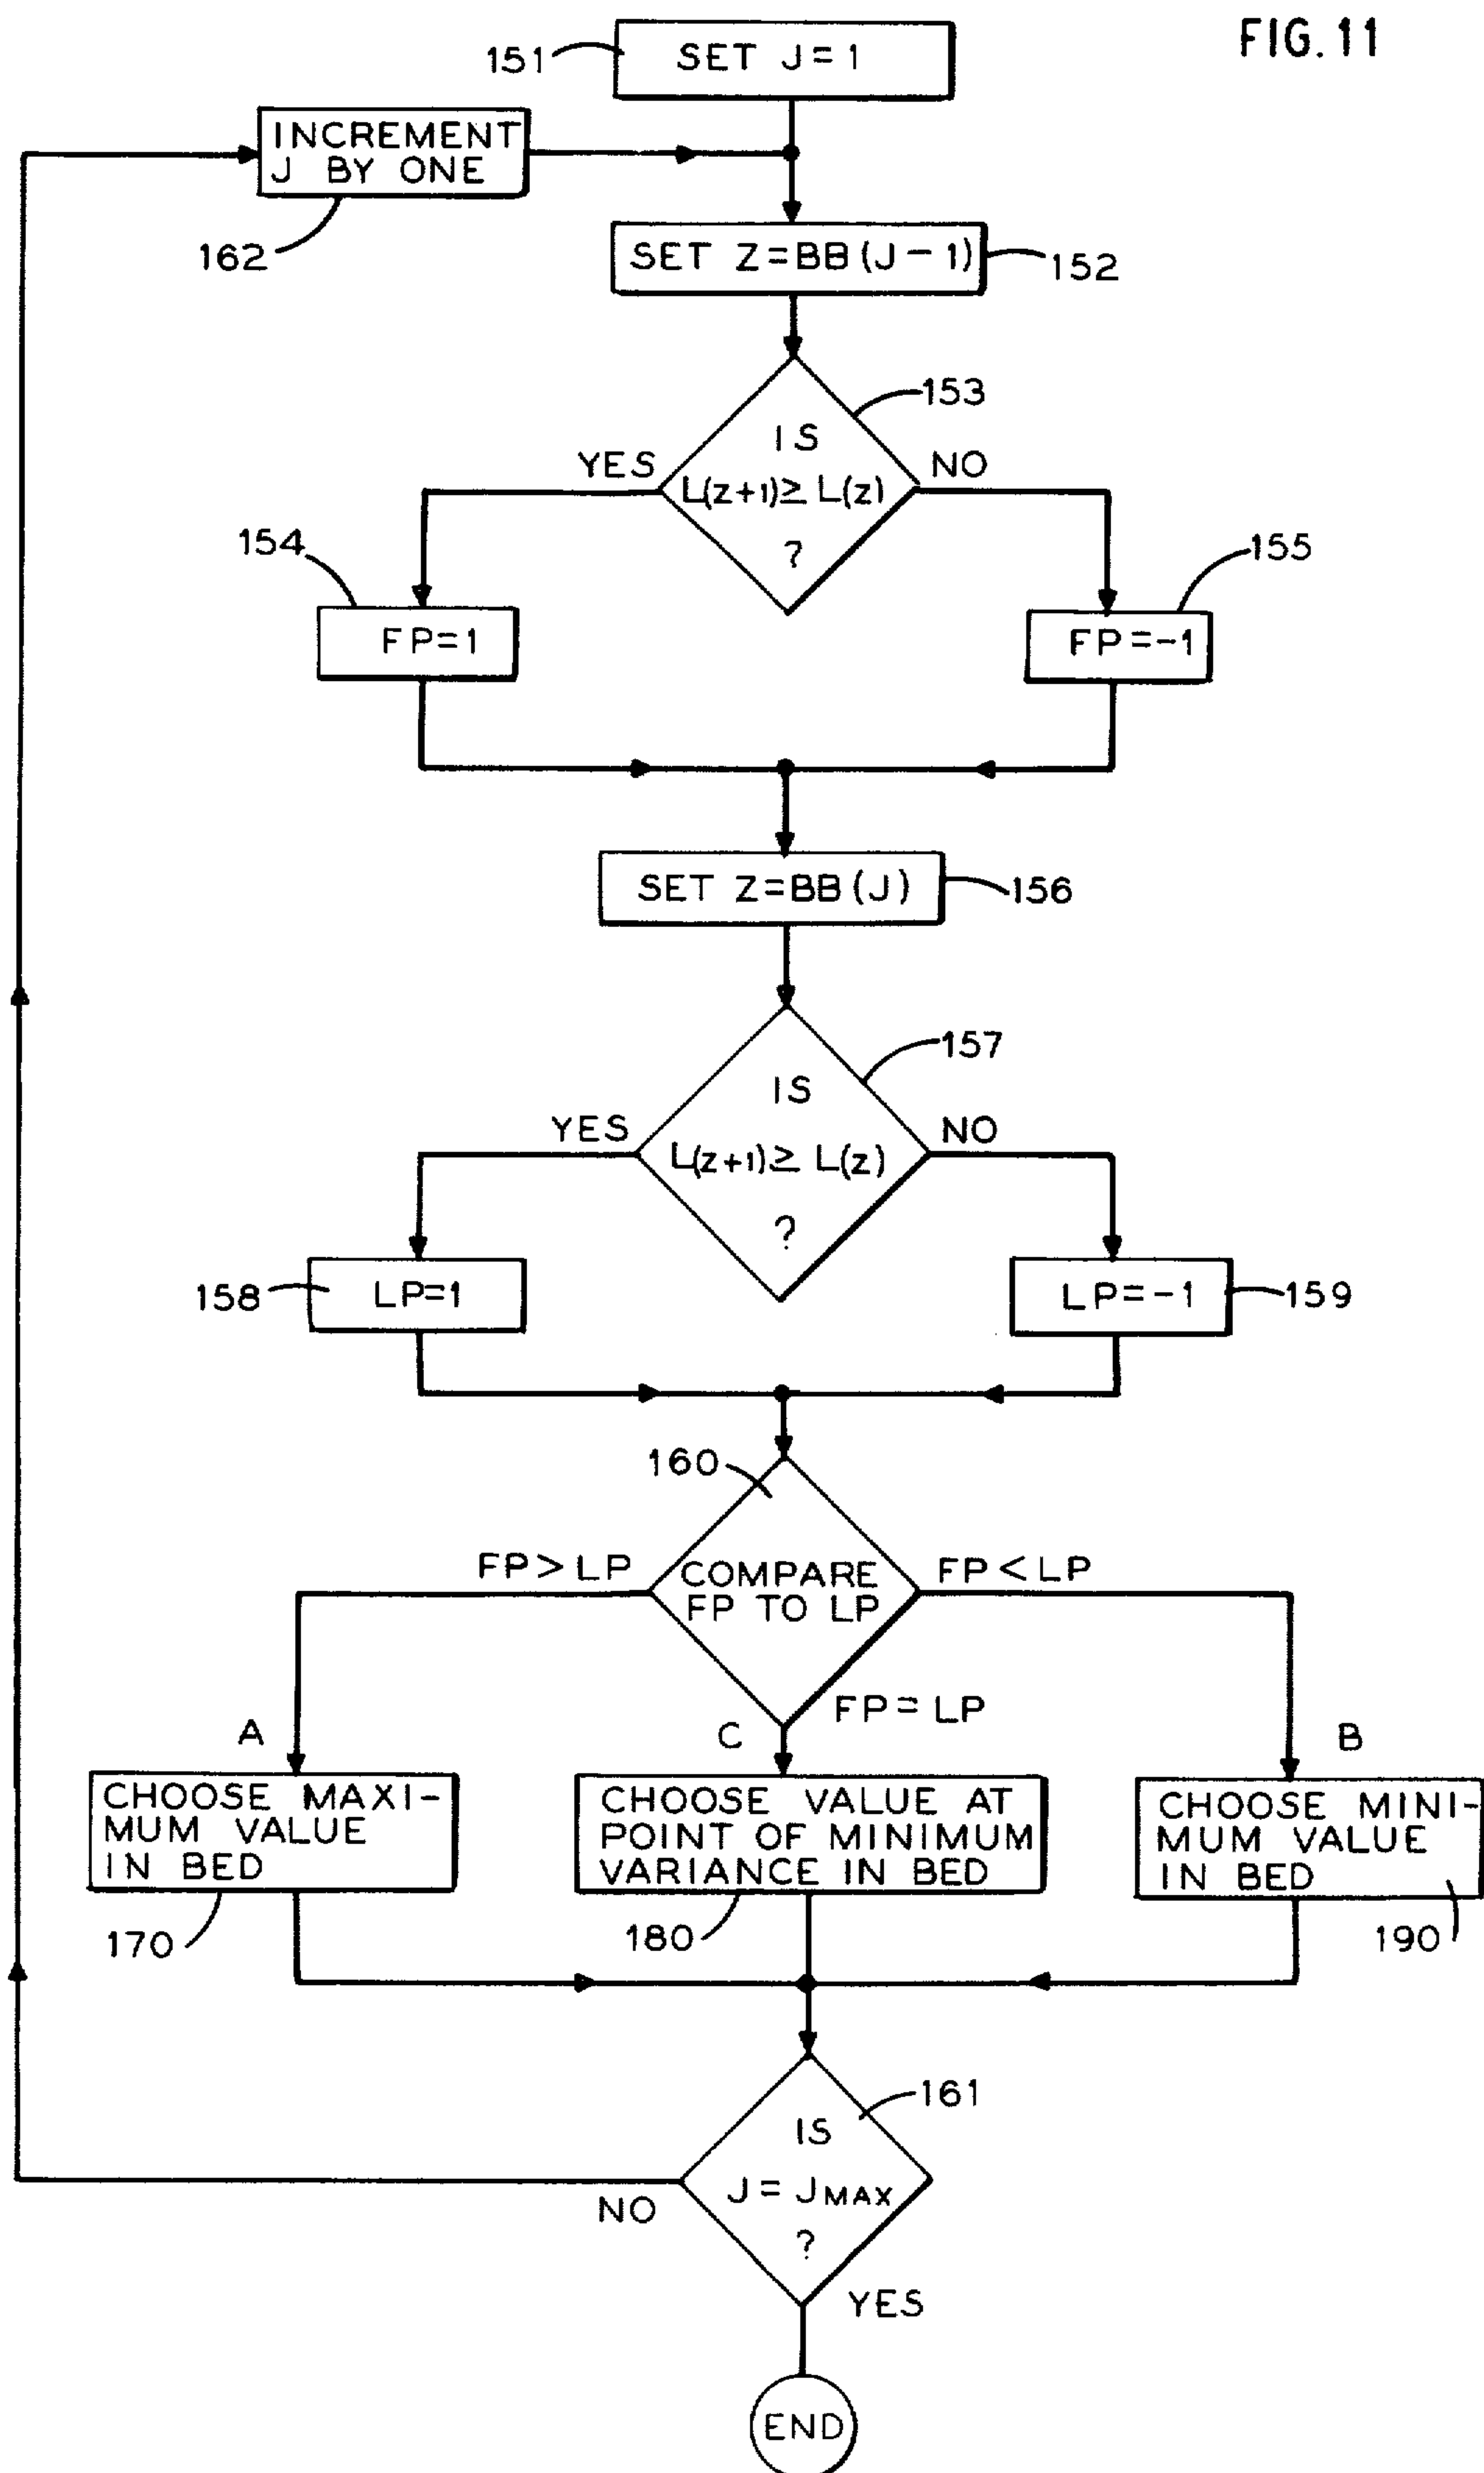 FIG. 11
151
SET J = 1
INCREMENT
J BY ONE
162
SET Z = BB (J - 1)
152
153
IS
L(z+1) ≥ L(z)
?
YES
NO
154
155
FP = 1
FP = -1
SET Z = BB (J)
156
157
IS
L(z+1) ≥ L(z)
?
YES
NO
158
LP=1
LP = -1
159
160
COMPARE
FP TO LP
FP > LP
FP < LP
FP = LP
A
C
B
CHOOSE MAXI-
MUM VALUE
IN BED
CHOOSE VALUE AT
POINT OF MINIMUM
VARIANCE IN BED
CHOOSE MINI-
MUM VALUE
IN BED
170
180
190
161
IS
J = JMAX
?
NO
YES
END